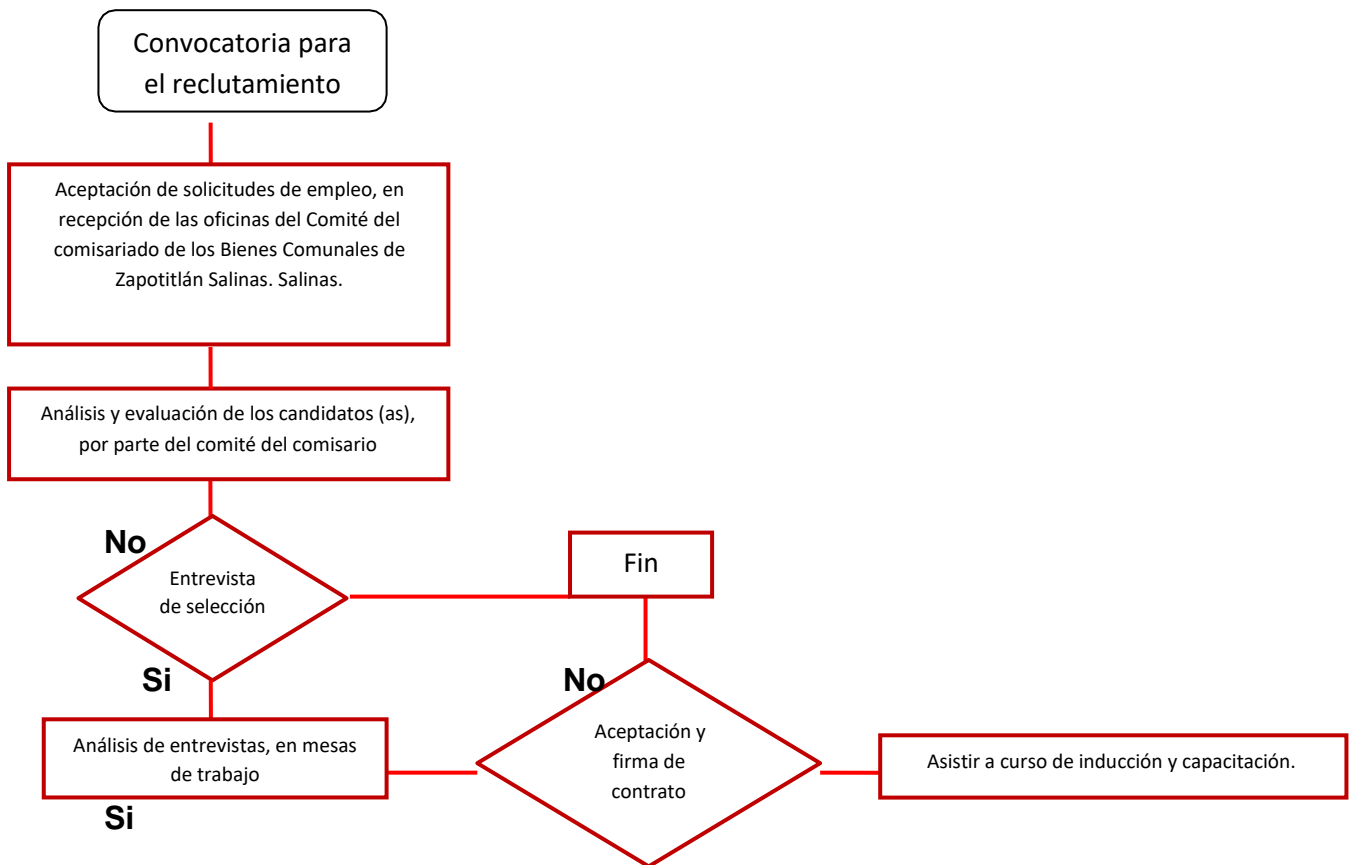 Convocatoria para
el reclutamiento
Aceptación de solicitudes de empleo, en
recepción de las oficinas del Comité del
comisariado de los Bienes Comunales de
Zapotitlán Salinas. Salinas.
Análisis y evaluación de los candidatos (as),
por parte del comité del comisario
No
Entrevista
de selección
Fin
Si
No
Análisis de entrevistas, en mesas
de trabajo
Aceptación y
firma de
contrato
Asistir a curso de inducción y capacitación.
Si